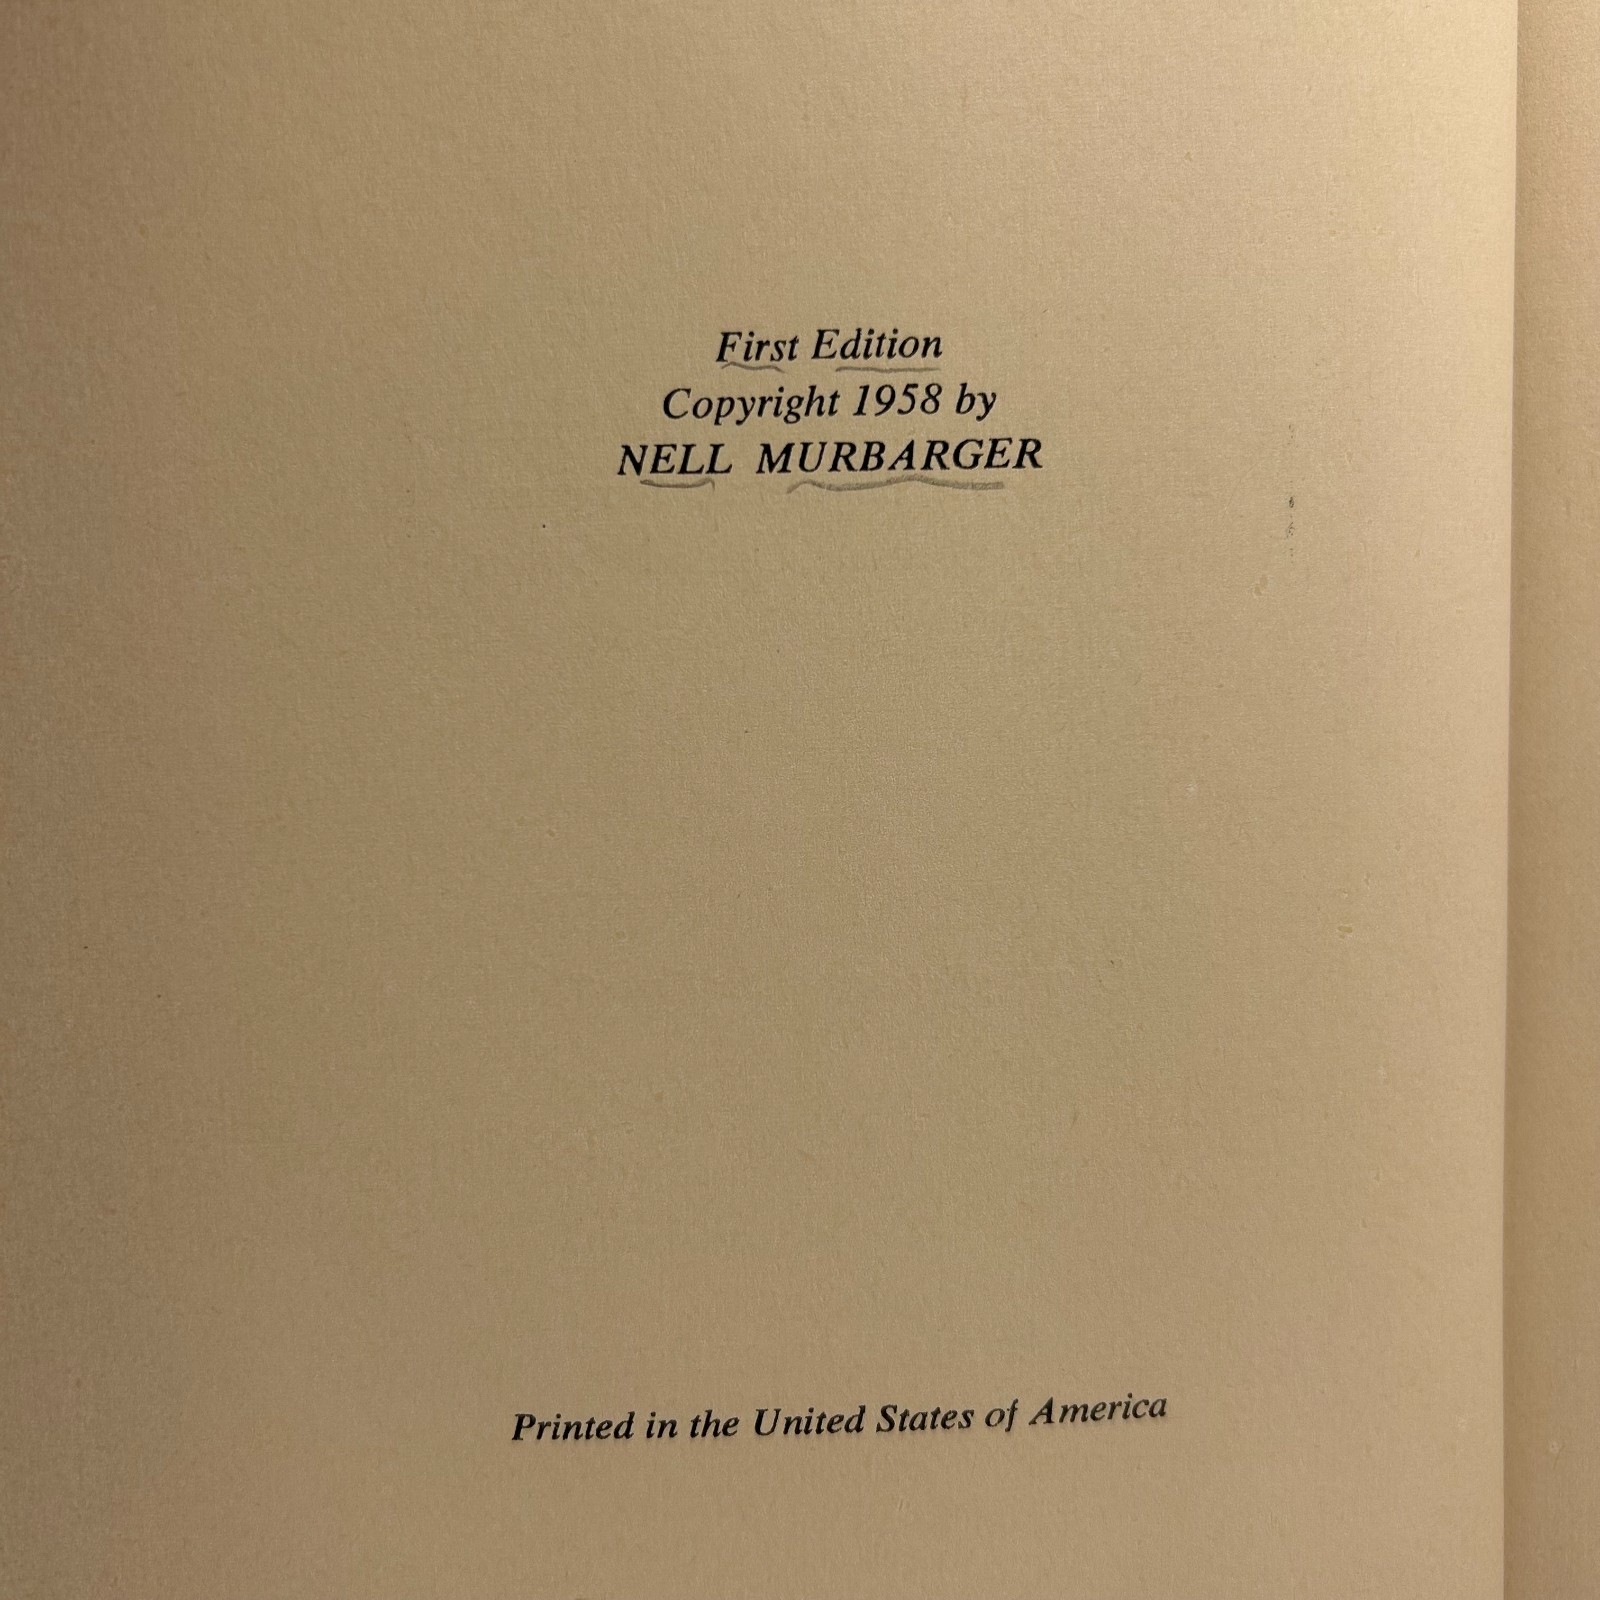 First Edition
Copyright 1958 by
NELL MURBARGER
Printed in the United States of America